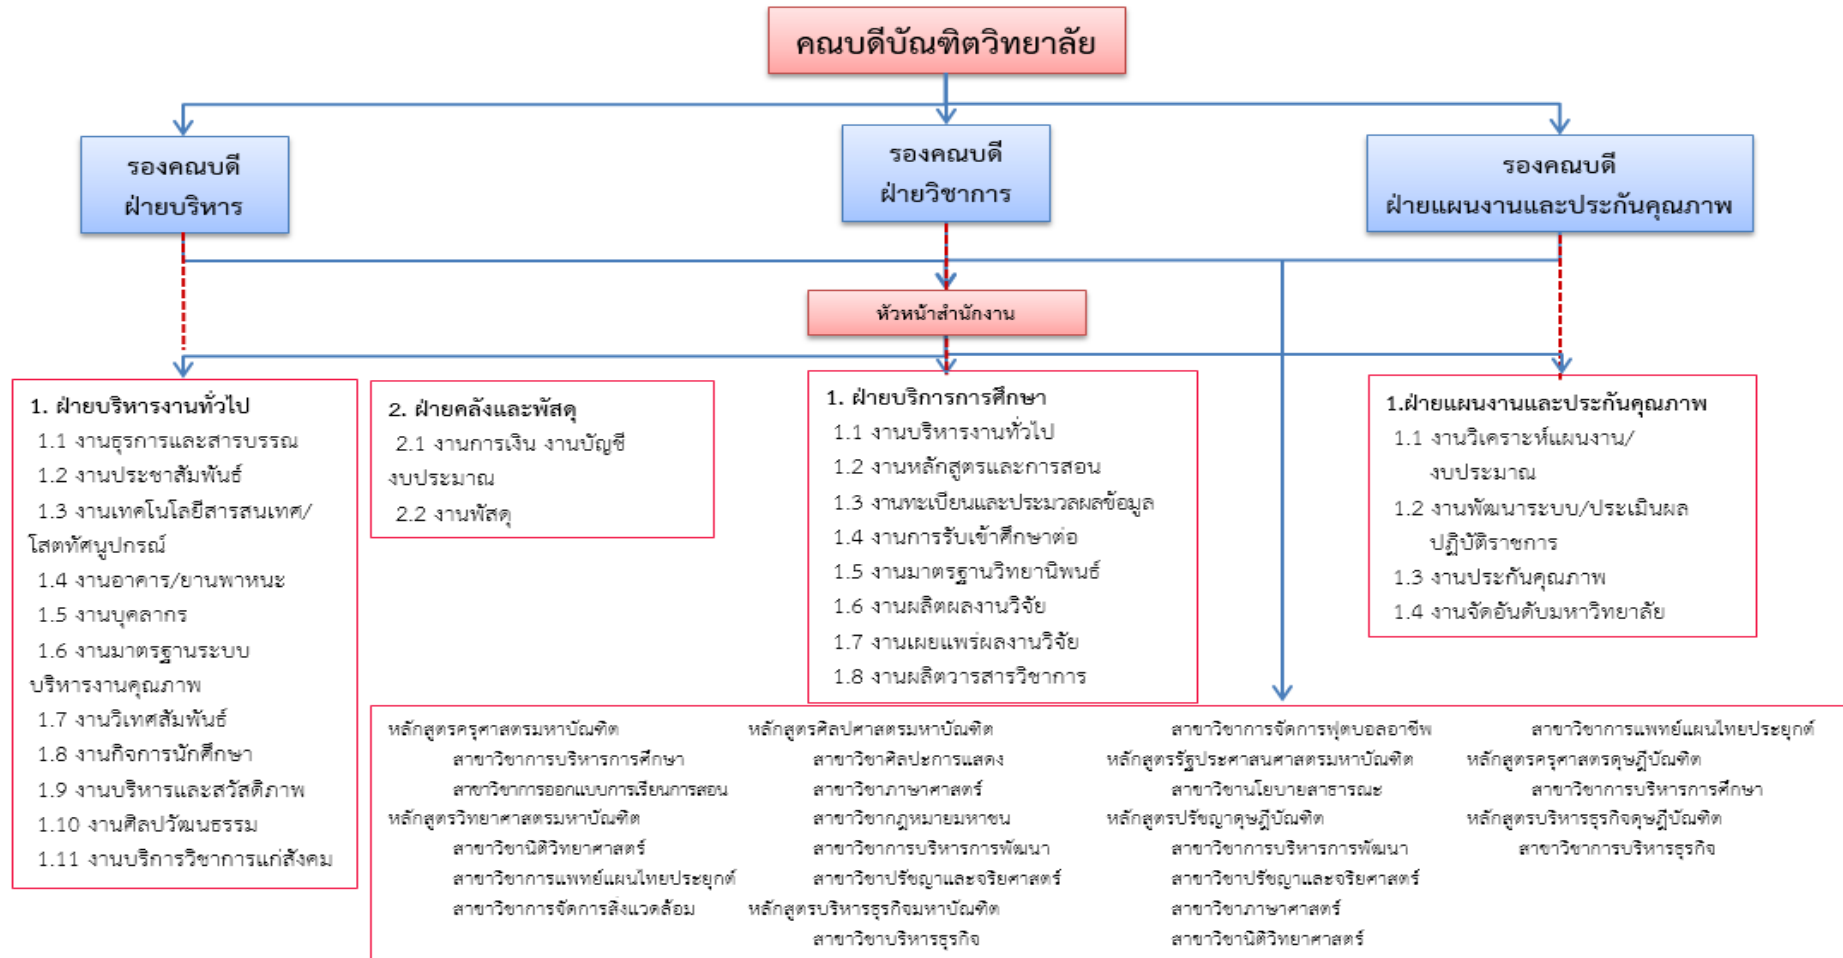 คณบดีบัณฑิตวิทยาลัย
รองคณบดี
ฝ่ายบริหาร
รองคณบดี
ฝ่ายวิชาการ
รองคณบดี
ฝ่ายแผนงานและประกันคุณภาพ
หัวหน้าสำนักงาน
1. ฝ่ายบริหารงานทั่วไป
1.1 งานธุรการและสารบรรณ
1.2 งานประชาสัมพันธ์
1.3 งานเทคโนโลยีสารสนเทศ/
โสตทัศนูปกรณ์
1.4 งานอาคาร/ยานพาหนะ
1.5 งานบุคลากร
1.6 งานมาตรฐานระบบ
บริหารงานคุณภาพ
1.7 งานวิเทศสัมพันธ์
1.8 งานกิจการนักศึกษา
1.9 งานบริหารและสวัสดิภาพ
1.10 งานศิลปวัฒนธรรม
1.11 งานบริการวิชาการแก่สังคม
2. ฝ่ายคลังและพัสดุ
2.1 งานการเงิน งานบัญชี
งบประมาณ
2.2 งานพัสดุ
1. ฝ่ายบริการการศึกษา
1.1 งานบริหารงานทั่วไป
1.2 งานหลักสูตรและการสอน
1.3 งานทะเบียนและประมวลผลข้อมูล
1.4 งานการรับเข้าศึกษาต่อ
1.5 งานมาตรฐานวิทยานิพนธ์
1.6 งานผลิตผลงานวิจัย
1.7 งานเผยแพร่ผลงานวิจัย
1.8 งานผลิตวารสารวิชาการ
1.ฝ่ายแผนงานและประกันคุณภาพ
1.1 งานวิเคราะห์แผนงาน/
งบประมาณ
1.2 งานพัฒนาระบบ/ประเมินผล
ปฏิบัติราชการ
1.3 งานประกันคุณภาพ
1.4 งานจัดอันดับมหาวิทยาลัย
หลักสูตรครุศาสตรมหาบัณฑิต
สาขาวิชาการบริหารการศึกษา
สาขาวิชาการออกแบบการเรียนการสอน
หลักสูตรวิทยาศาสตรมหาบัณฑิต
สาขาวิชานิติวิทยาศาสตร์
สาขาวิชาการแพทย์แผนไทยประยุกต์
สาขาวิชาการจัดการสิ่งแวดล้อม
หลักสูตรศิลปศาสตรมหาบัณฑิต
สาขาวิชาศิลปะการแสดง
สาขาวิชาภาษาศาสตร์
สาขาวิชากฎหมายมหาชน
สาขาวิชาการบริหารการพัฒนา
สาขาวิชาปรัชญาและจริยศาสตร์
หลักสูตรบริหารธุรกิจมหาบัณฑิต
สาขาวิชาบริหารธุรกิจ
สาขาวิชาการจัดการฟุตบอลอาชีพ
หลักสูตรรัฐประศาสนศาสตรมหาบัณฑิต
สาขาวิชานโยบายสาธารณะ
หลักสูตรปรัชญาดุษฎีบัณฑิต
สาขาวิชาการบริหารการพัฒนา
สาขาวิชาปรัชญาและจริยศาสตร์
สาขาวิชาภาษาศาสตร์
สาขาวิชานิติวิทยาศาสตร์
สาขาวิชาการแพทย์แผนไทยประยุกต์
หลักสูตรครุศาสตรดุษฎีบัณฑิต
สาขาวิชาการบริหารการศึกษา
หลักสูตรบริหารธุรกิจดุษฎีบัณฑิต
สาขาวิชาการบริหารธุรกิจ